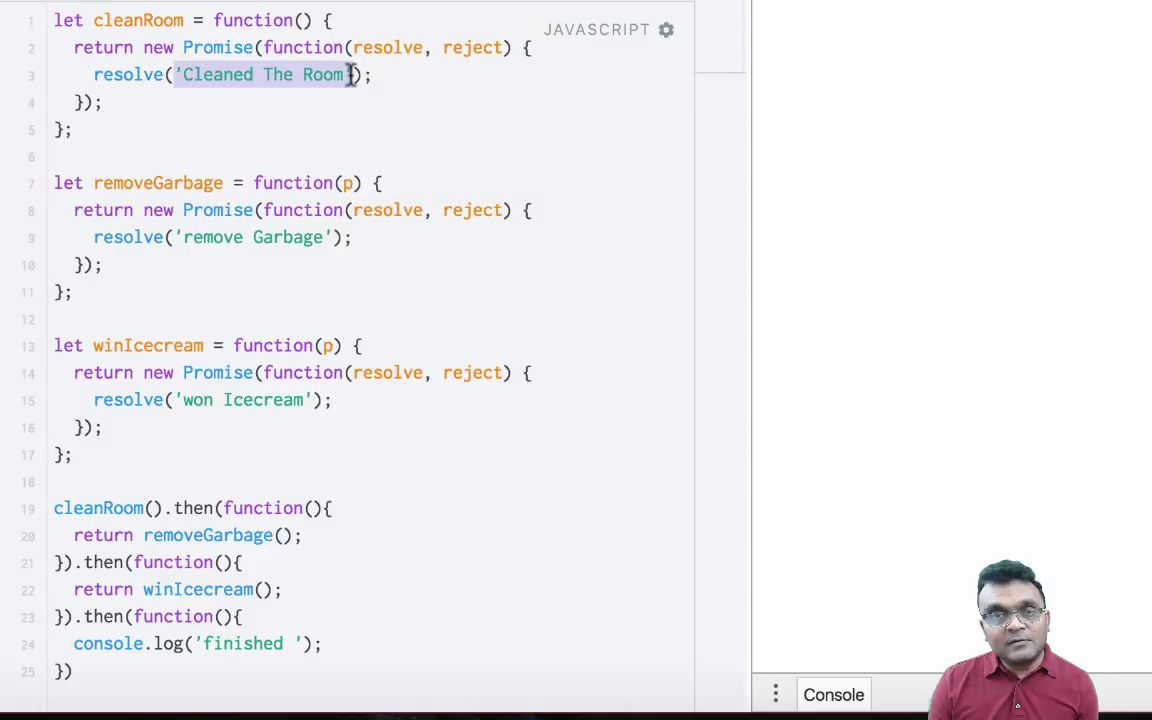 JAVASCRIPT
1 let cleanRoom = function() {
2 return new Promise(function(resolve, reject) {
3 resolve('Cleaned The Room');
4 });
5 };
6
7 let removeGarbage = function(p) {
8 return new Promise(function(resolve, reject) {
9 resolve('remove Garbage');
10 });
11 };
12
13 let winIcecream = function(p) {
14 return new Promise(function(resolve, reject) {
15 resolve('won Icecream');
16 });
17 };
18
19 cleanRoom().then(function(){
20 return removeGarbage();
21 }).then(function(){
22 return winIcecream();
23 }).then(function(){
24 console.log('finished ');
25 })
Console